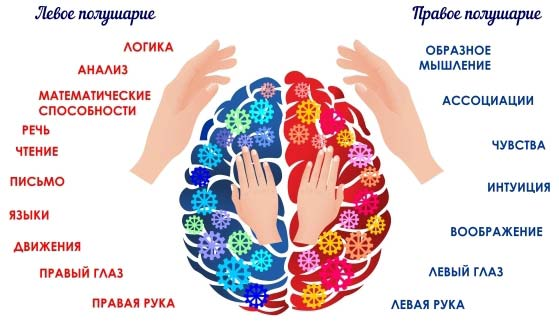 Левое полушарие
ЛОГИКА
АНАЛИЗ
МАТЕМАТИЧЕСКИЕ
СПОСОБНОСТИ
РЕЧЬ
ЧТЕНИЕ
ПИСЬМО
ЯЗЫКИ
ДВИЖЕНИЯ
ПРАВЫЙ ГЛАЗ
ПРАВАЯ РУКА
Правое полушарие
ОБРАЗНОЕ
МЫШЛЕНИЕ
АССОЦИАЦИИ
ЧУВСТВА
ИНТУИЦИЯ
ВООБРАЖЕНИЕ
ЛЕВЫЙ ГЛАЗ
ЛЕВАЯ РУКА